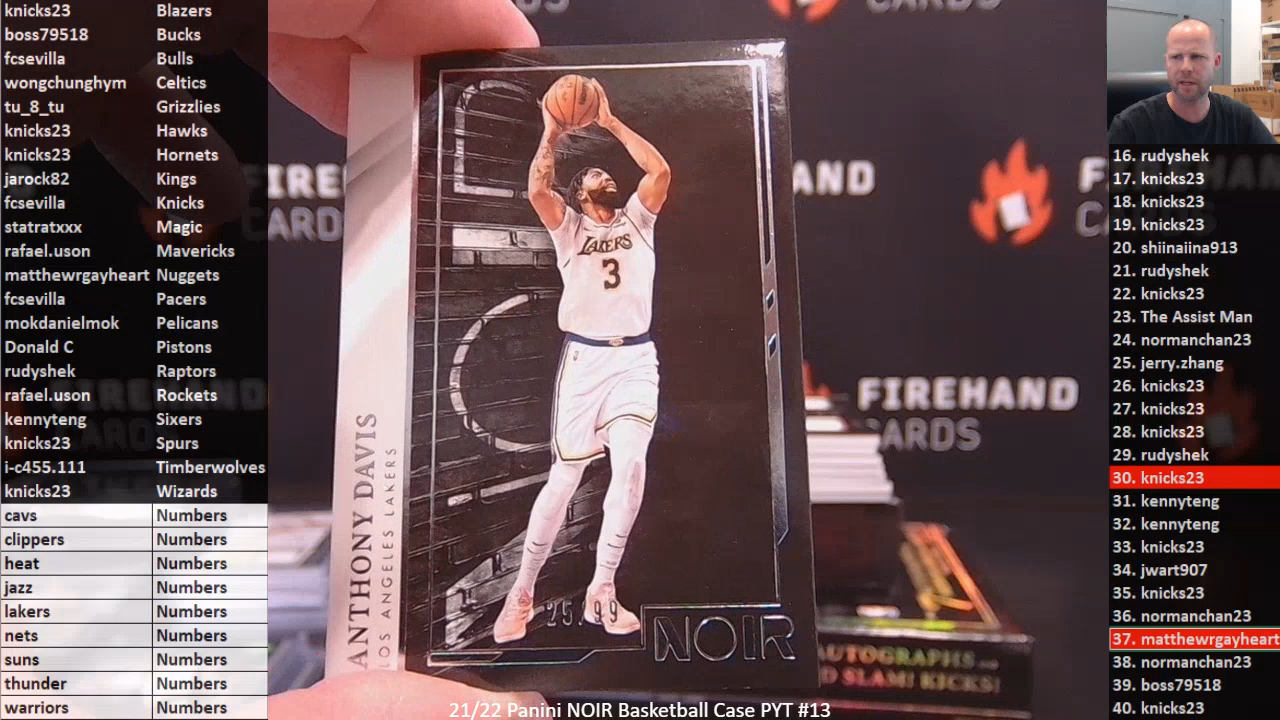 knicks23 Blazers
boss79518 Bucks
fcsevilla Bulls
wongchunghym Celtics
tu_8_tu Grizzlies
knicks23 Hawks
knicks23 Hornets
jarock82 Kings
fcsevilla Knicks
statratxxx Magic
rafael.uson Mavericks
matthewrgayheart Nuggets
fcsevilla Pacers
mokdanielmok Pelicans
Donald C Pistons
rudyshek Raptors
rafael.uson Rockets
kennyteng Sixers
knicks23 Spurs
i-c455.111 Timberwolves
knicks23 Wizards
cavs Numbers
clippers Numbers
heat Numbers
jazz Numbers
lakers Numbers
nets Numbers
suns Numbers
thunder Numbers
warriors Numbers
CARDS
FIREHAND
CARDS
ANTHONY DAVIS
LOS ANGELES LAKERS
LAKERS
3
25/99
NOIR
AUTOGRAPHS
SLAM! KICKS!
21/22 Panini NOIR Basketball Case PYT #13
16. rudyshek
17. knicks23
18. knicks23
19. knicks23
20. shiinaiina913
21. rudyshek
22. knicks23
23. The Assist Man
24. normanchan23
25. jerry.zhang
26. knicks23
27. knicks23
28. knicks23
29. rudyshek
30. knicks23
31. kennyteng
32. kennyteng
33. knicks23
34. jwart907
35. knicks23
36. normanchan23
37. matthewrgayheart
38. normanchan23
39. boss79518
40. knicks23